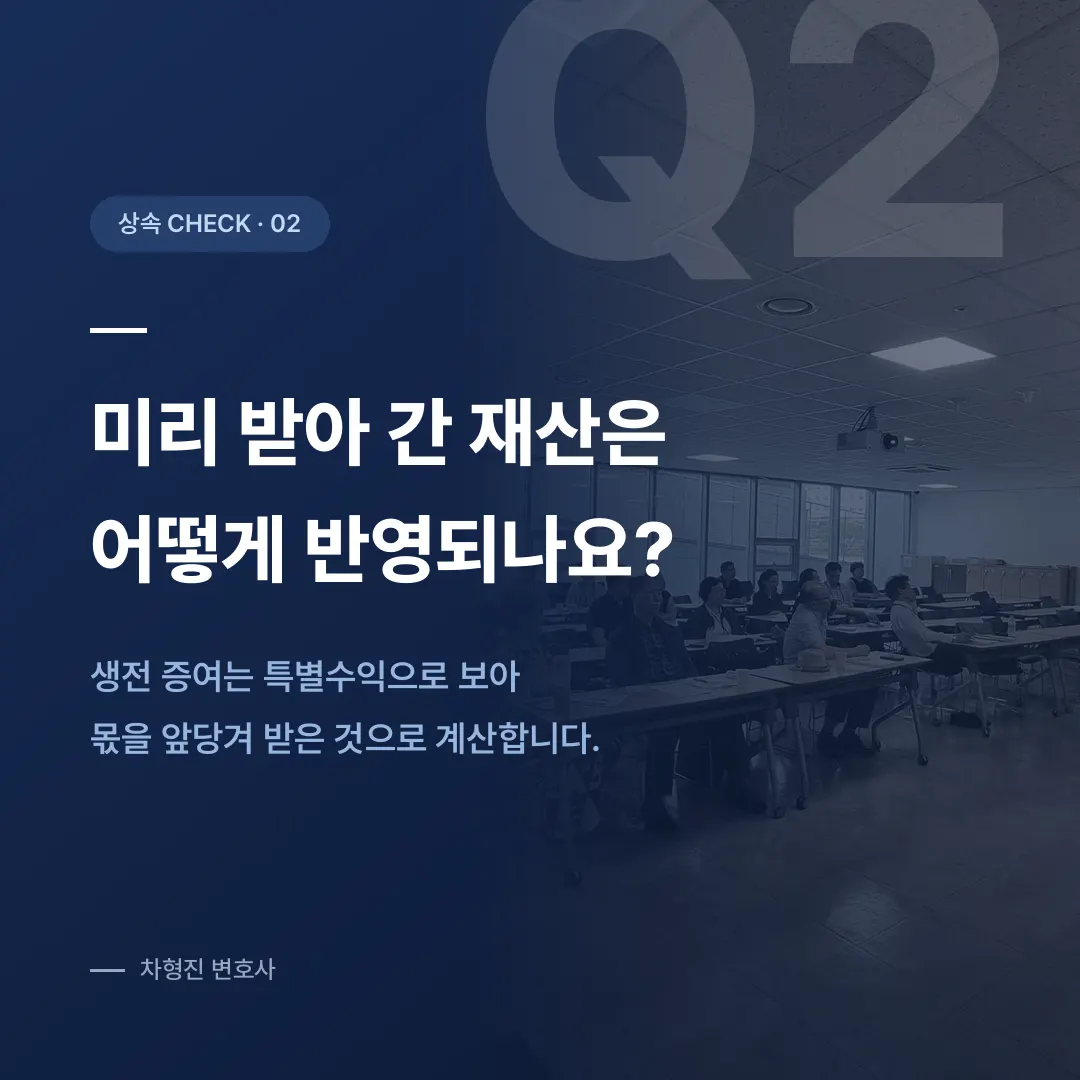 Q2
상속 CHECK · 02
미리 받아 간 재산은
어떻게 반영되나요?
생전 증여는 특별수익으로 보아
몫을 앞당겨 받은 것으로 계산합니다.
차형진 변호사